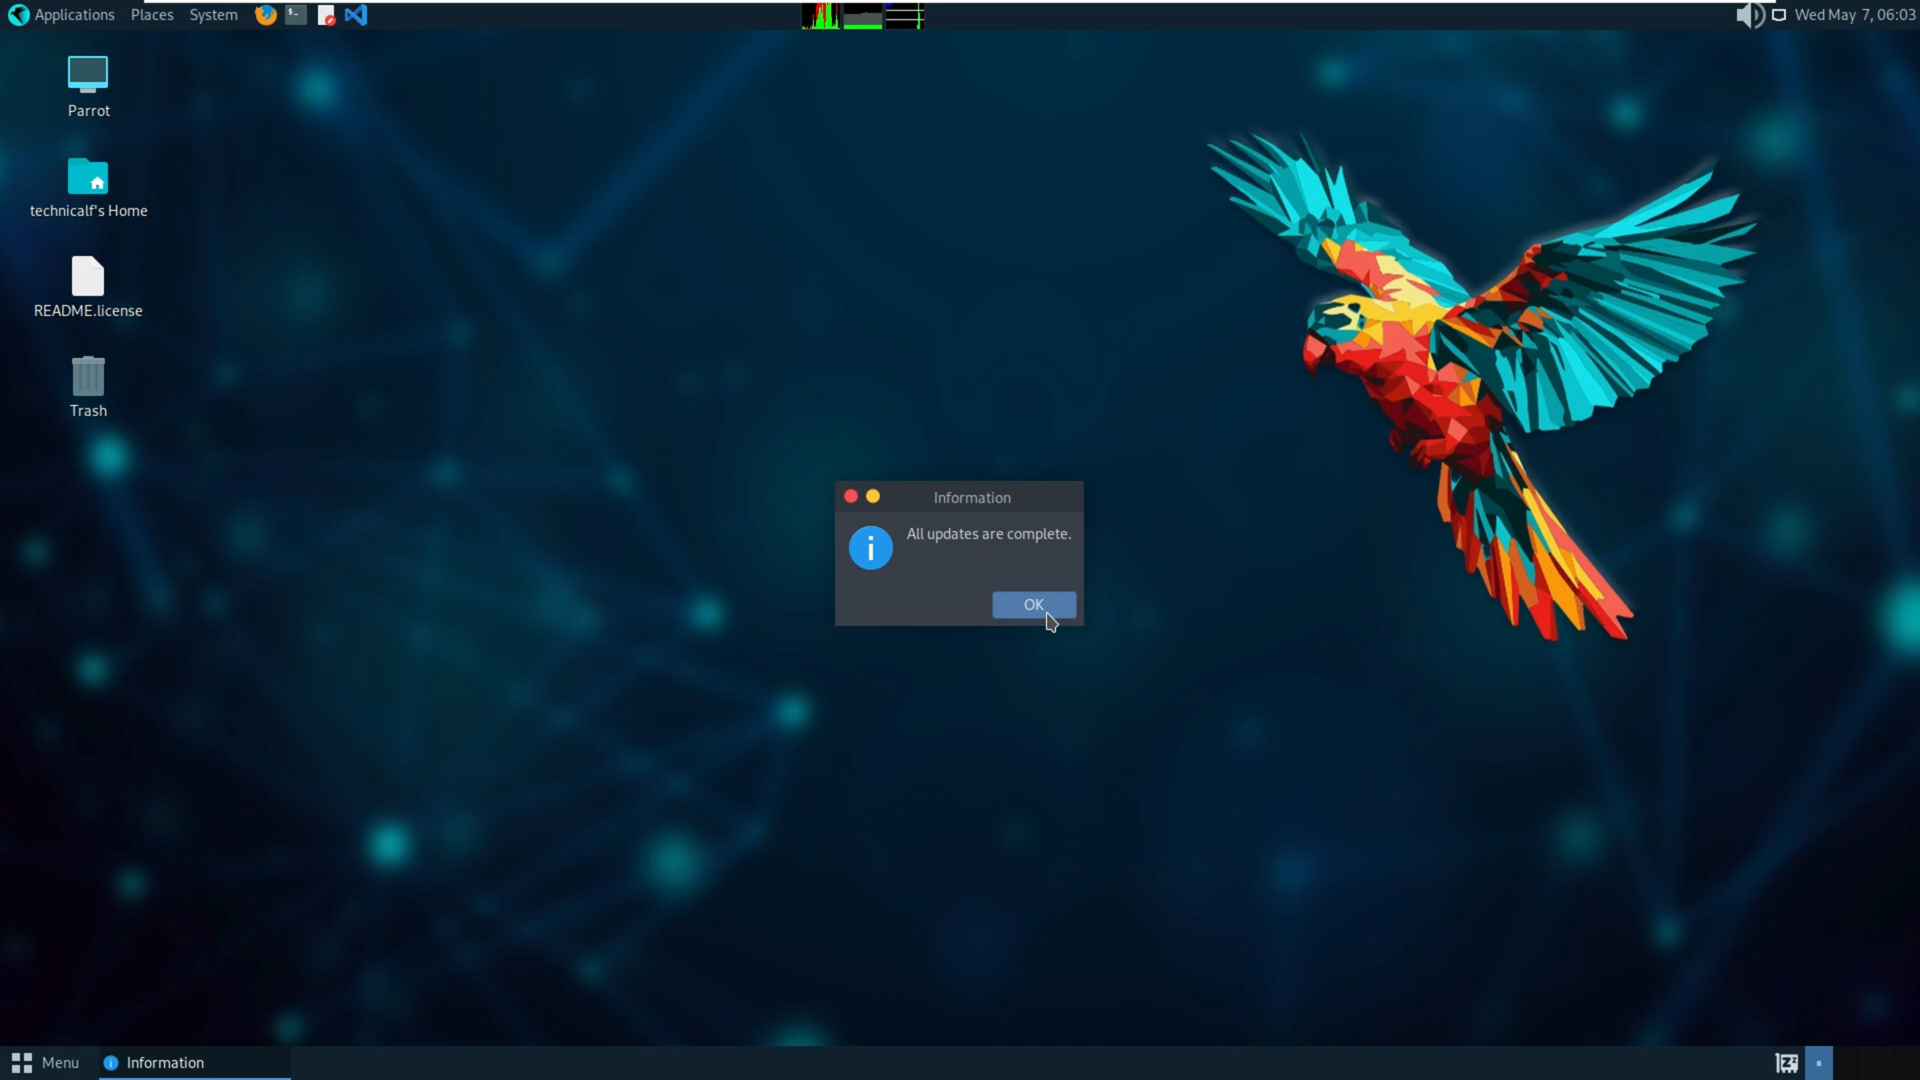 Applications Places System
Wed May 7, 06:03
Parrot
technicalf's Home
README.license
Trash
Information
All updates are complete.
OK
Menu
Information